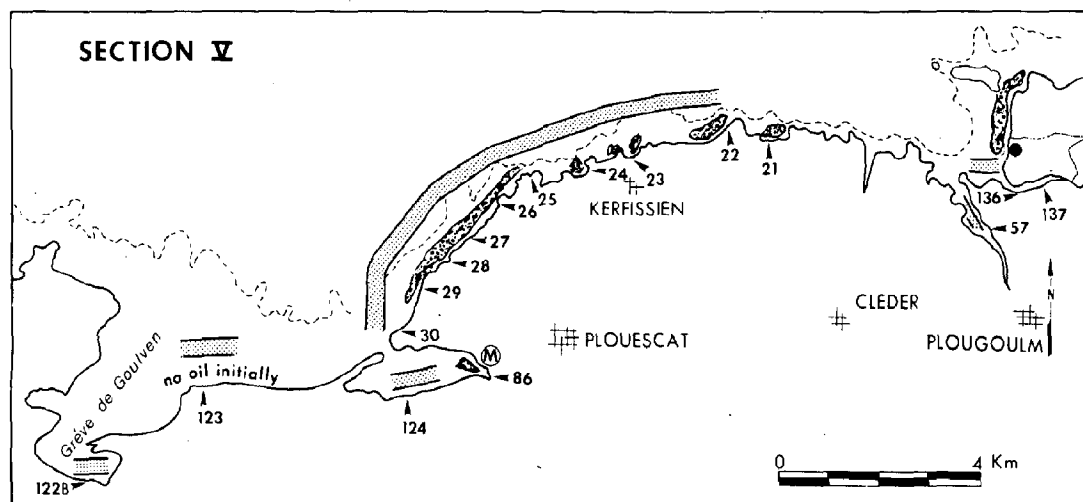 SECTION V
22
21
24
23
25
KERFISSIEN
26
136
137
57
27
28
29
CLEDER
N
30
PLOUESCAT
PLOUGOULM
M
86
no oil initially
Gréve de Goulven
123
124
0 4 Km
122B